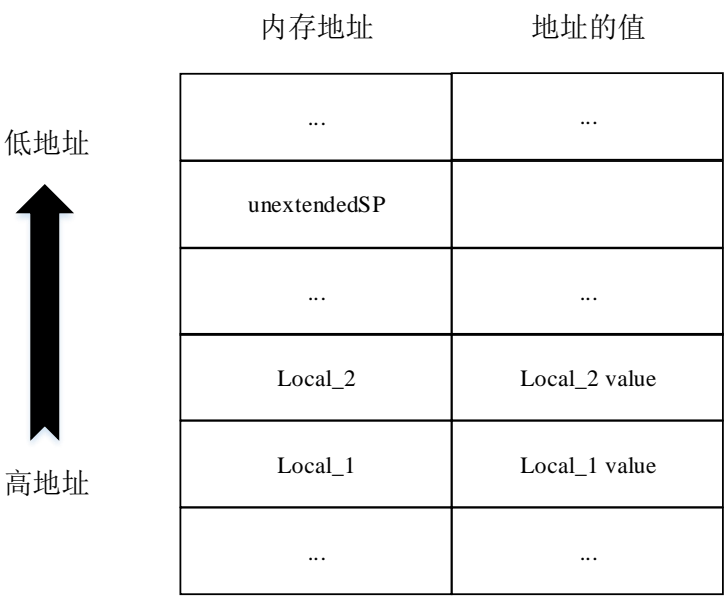 内存地址 地址的值
... ...
低地址
unextendedSP
... ...
Local_2 Local_2 value
Local_1 Local_1 value
高地址
... ...